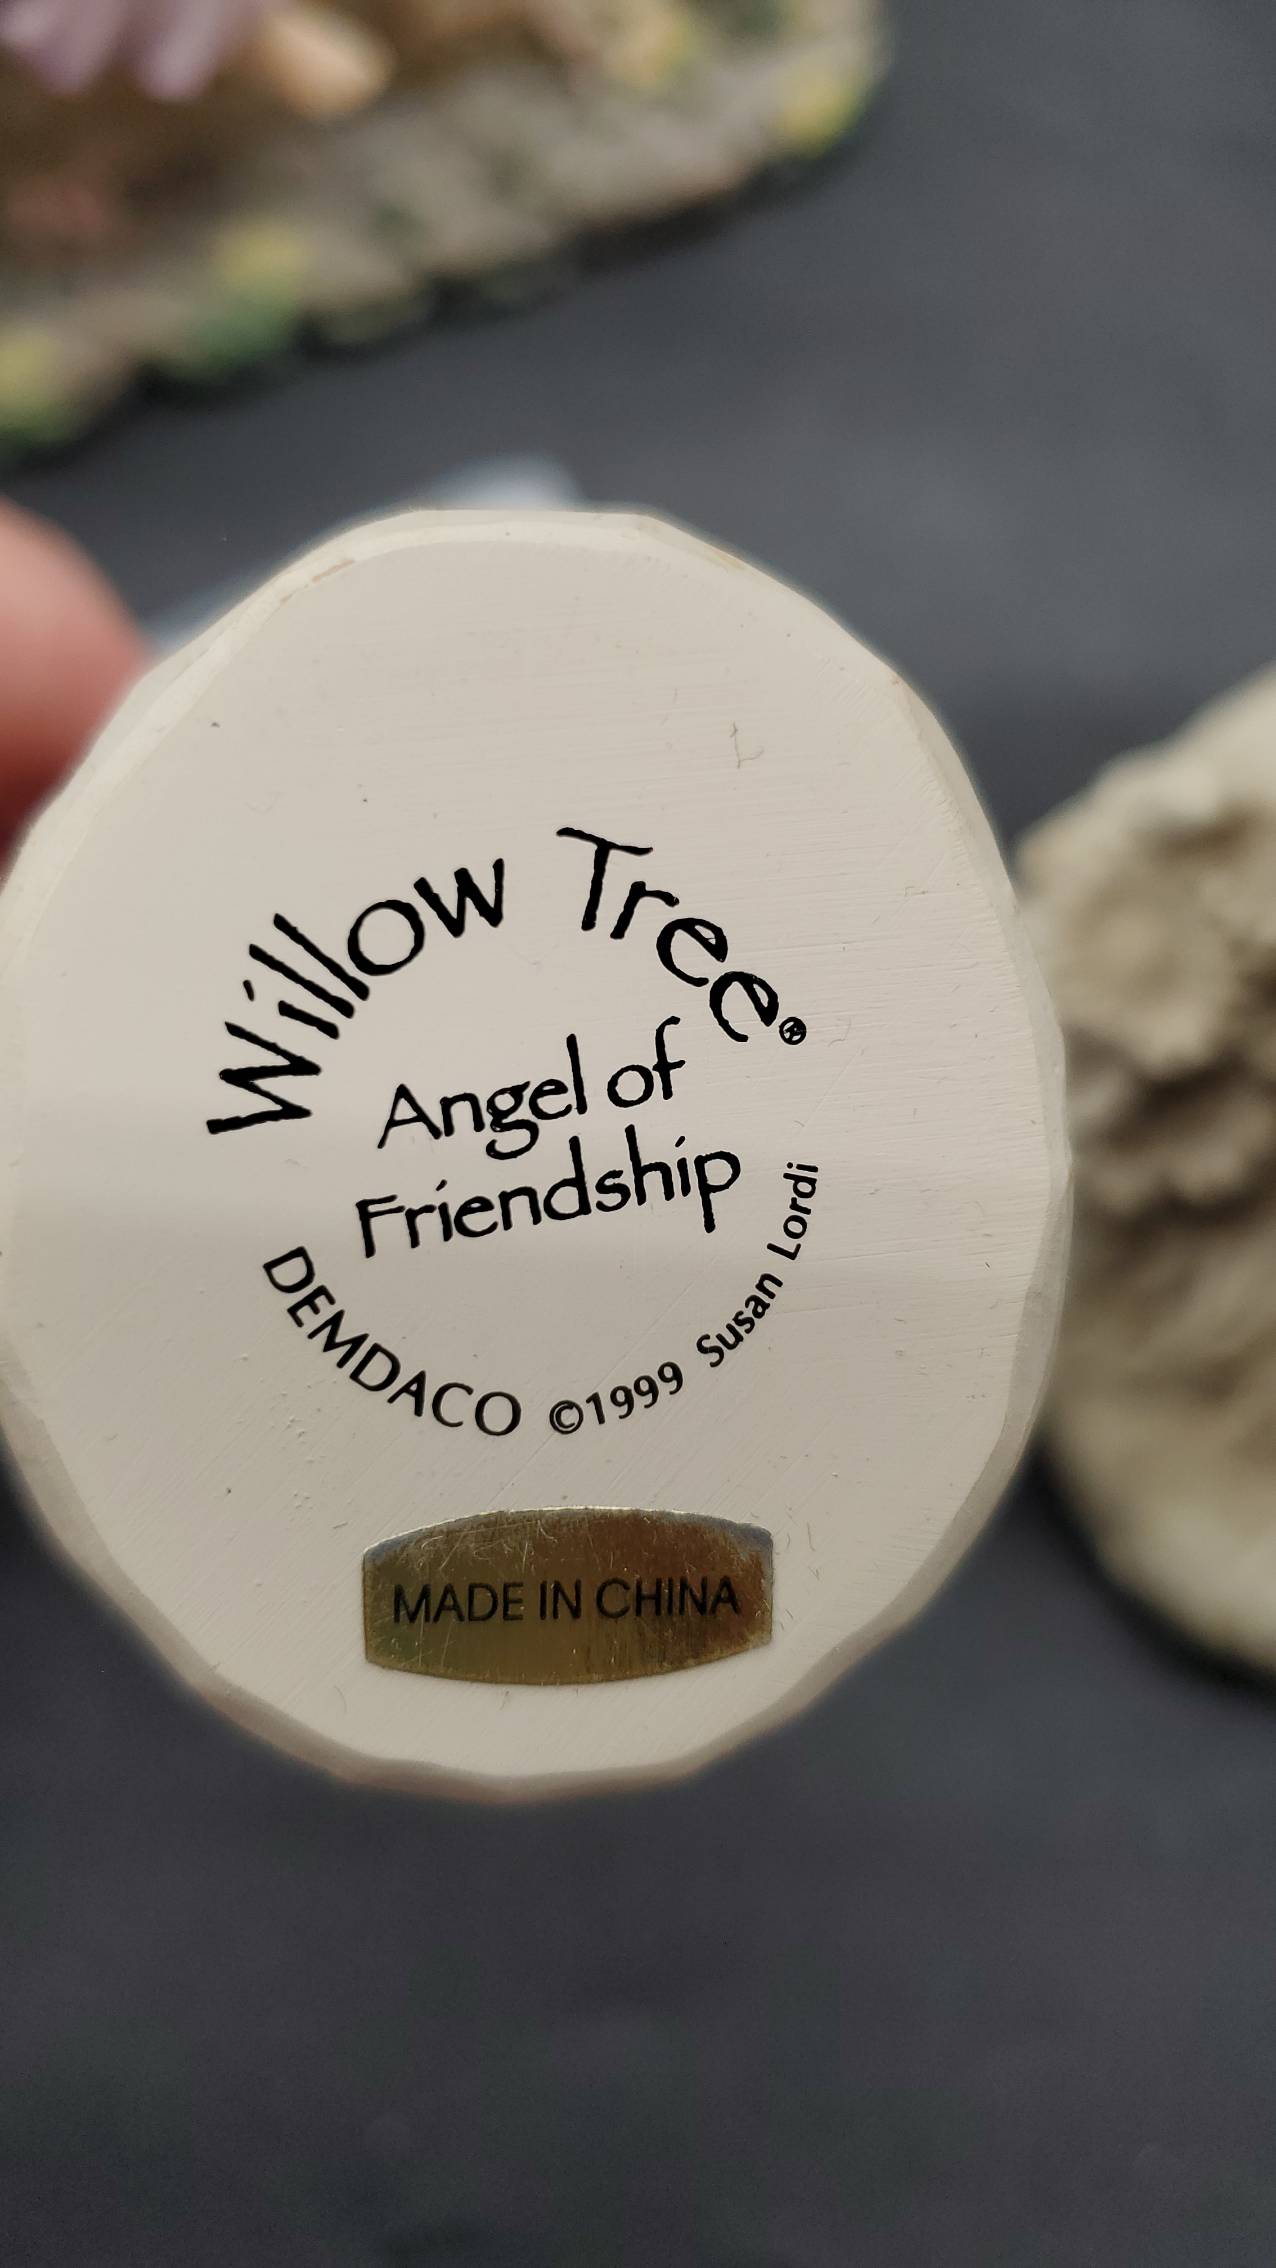 Willow Tree®
Angel of
Friendship
DEMDACO ©1999 Susan Lordi
MADE IN CHINA